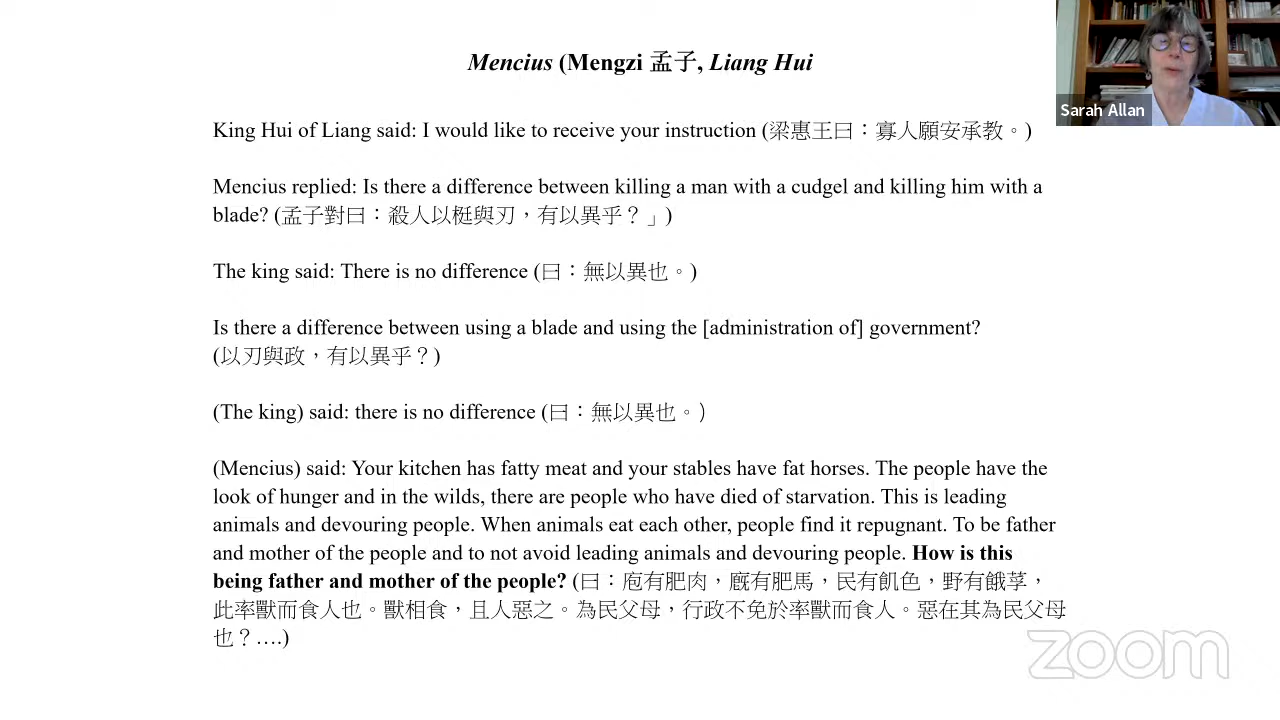 Mencius (Mengzi 孟子, Liang Hui
Sarah Allan
King Hui of Liang said: I would like to receive your instruction (梁惠王曰：寡人願安承教。)
Mencius replied: Is there a difference between killing a man with a cudgel and killing him with a
blade? (孟子對曰：殺人以梃與刃，有以異乎？」)
The king said: There is no difference (曰：無以異也。)
Is there a difference between using a blade and using the [administration of] government?
(以刃與政，有以異乎？)
(The king) said: there is no difference (曰：無以異也。)
(Mencius) said: Your kitchen has fatty meat and your stables have fat horses. The people have the
look of hunger and in the wilds, there are people who have died of starvation. This is leading
animals and devouring people. When animals eat each other, people find it repugnant. To be father
and mother of the people and to not avoid leading animals and devouring people. How is this
being father and mother of the people? (曰：庖有肥肉，廄有肥馬，民有飢色，野有餓莩，
此率獸而食人也。獸相食，且人惡之。為民父母，行政不免於率獸而食人。惡在其為民父母
也？….)
zoom